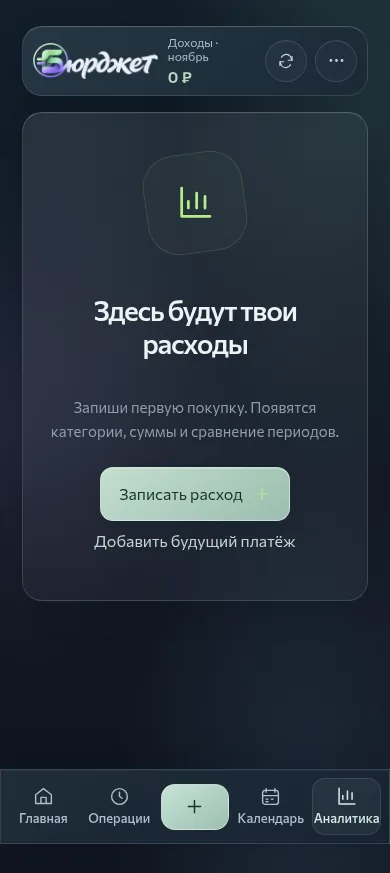 Бюрджет
Доходы ·
ноябрь
0 ₽
Здесь будут твои
расходы
Запиши первую покупку. Появятся
категории, суммы и сравнение периодов.
Записать расход +
Добавить будущий платёж
Главная
Операции
+
Календарь
Аналитика